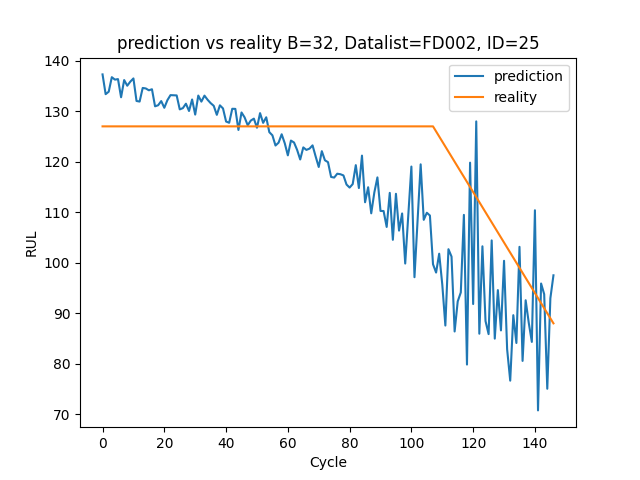 prediction vs reality B=32, Datalist=FD002, ID=25
prediction
reality
140
130
120
110
100
90
80
70
RUL
0 20 40 60 80 100 120 140
Cycle